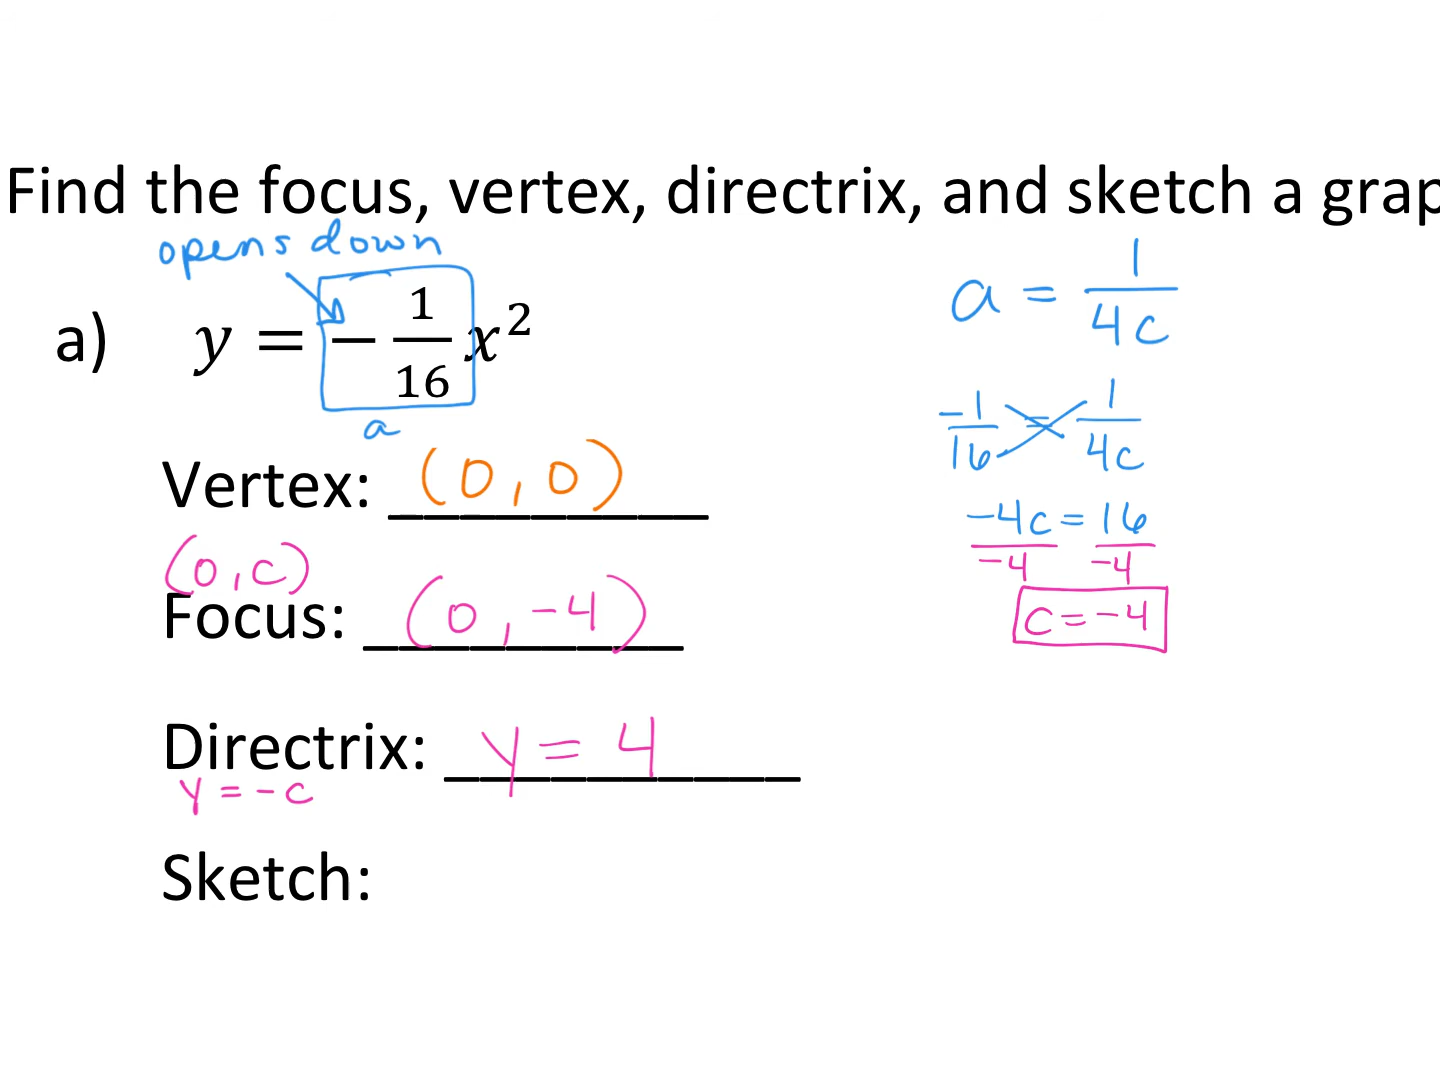 Find the focus, vertex, directrix, and sketch a grap
opens down
a) y = - 1/16 x²
a
Vertex: (0, 0)
(0, c)
Focus: (0, -4)
Directrix: y = 4
y = -c
Sketch:
a = 1/4c
-1/16 = 1/4c
-4c = 16
-4 -4
c = -4